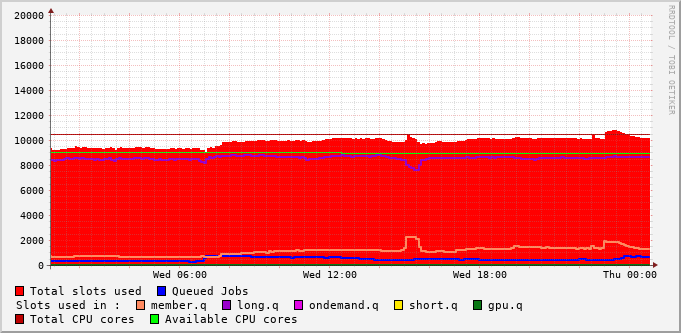 20000
18000
16000
14000
12000
10000
8000
6000
4000
2000
0
Wed 06:00 Wed 12:00 Wed 18:00 Thu 00:00
Total slots used Queued Jobs
Slots used in : member.q long.q ondemand.q short.q gpu.q
Total CPU cores Available CPU cores
RRDTOOL / TOBI OETIKER